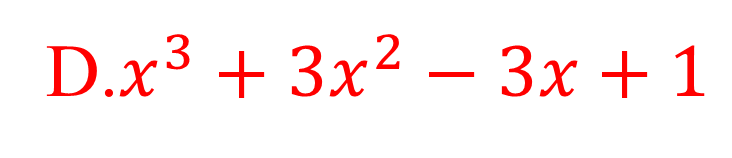 D.x³ + 3x² − 3x + 1